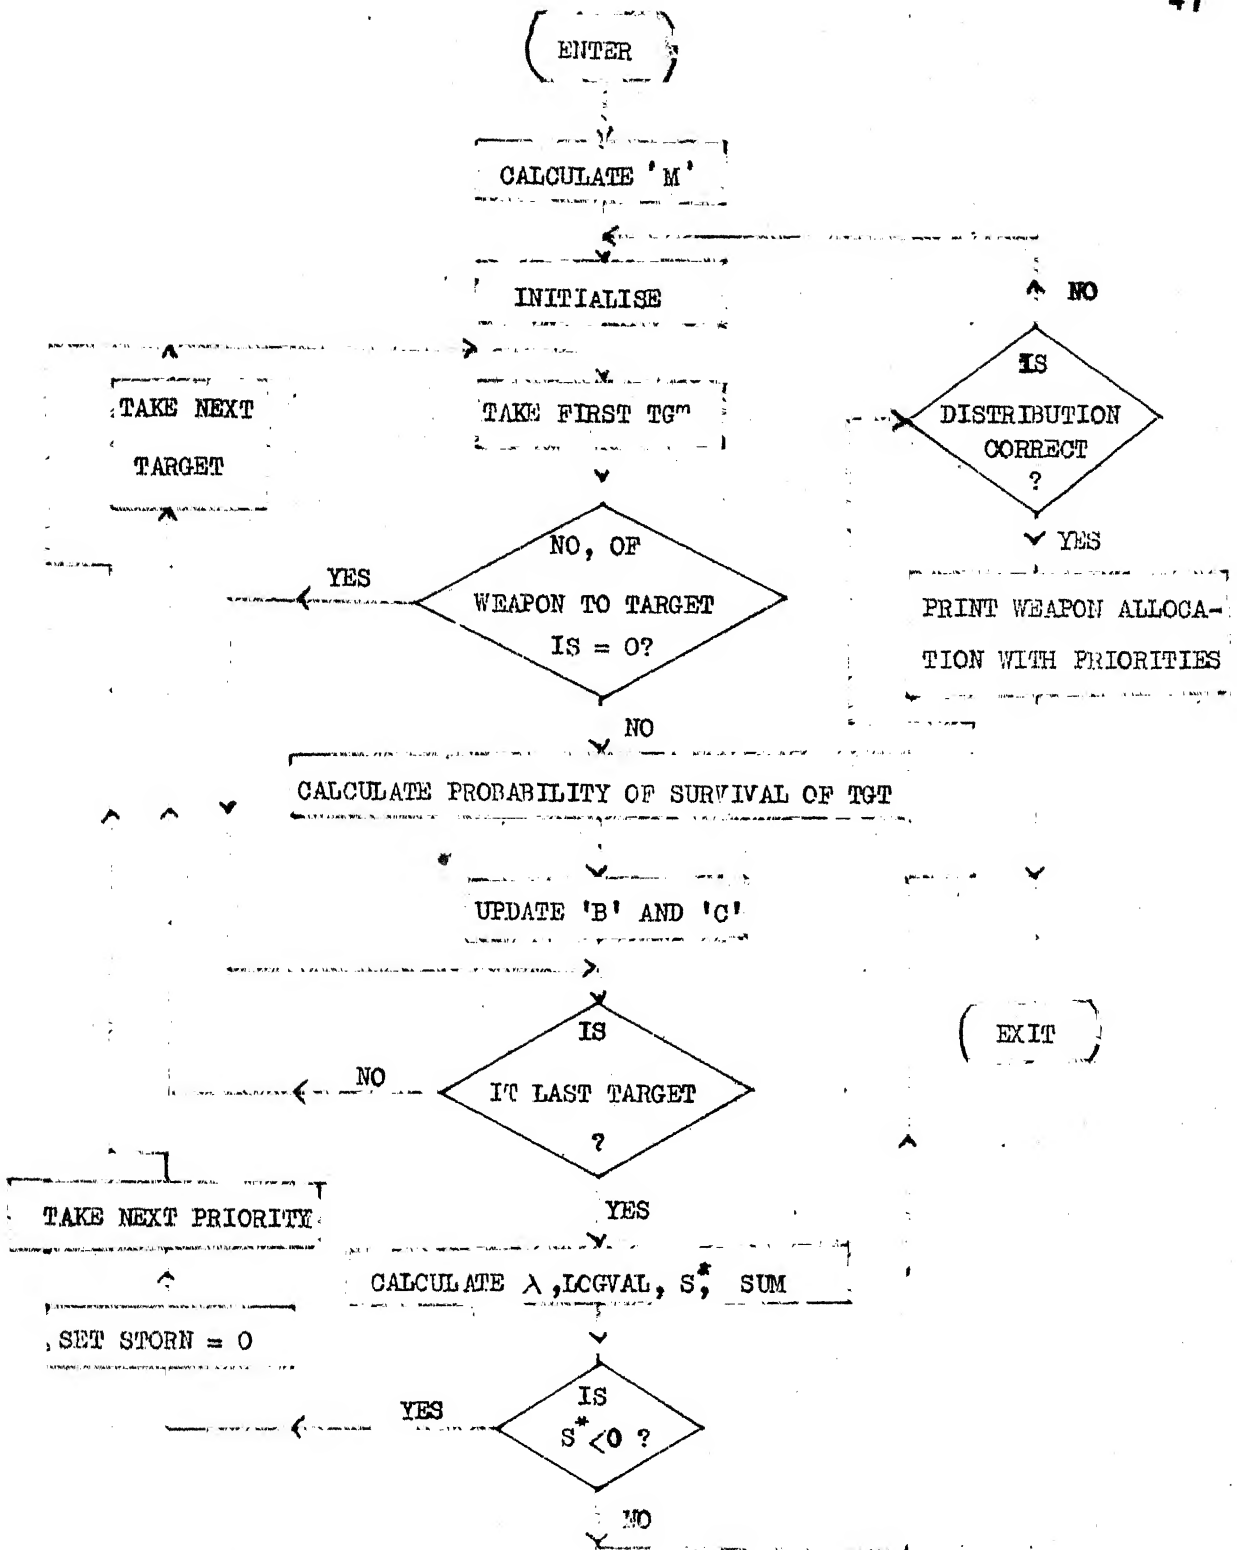 ENTER
CALCULATE 'M'
INITIALISE
NO
IS
DISTRIBUTION
CORRECT
?
TAKE NEXT
TARGET
TAKE FIRST TG
YES
NO, OF
WEAPON TO TARGET
IS = 0?
YES
PRINT WEAPON ALLOCA-
TION WITH PRIORITIES
NO
CALCULATE PROBABILITY OF SURVIVAL OF TGT
UPDATE 'B' AND 'C'
IS
IT LAST TARGET
?
NO
EXIT
YES
TAKE NEXT PRIORITY
CALCULATE λ ,LOGVAL, S*, SUM
SET STORN = 0
IS
S*<0 ?
YES
NO